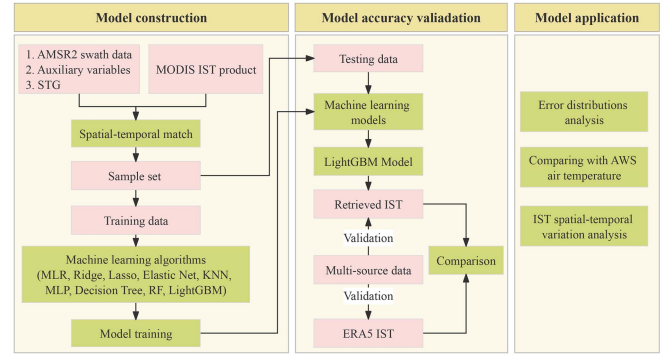 Model construction
1. AMSR2 swath data
2. Auxiliary variables
3. STG
MODIS IST product
Spatial-temporal match
Sample set
Training data
Machine learning algorithms
(MLR, Ridge, Lasso, Elastic Net, KNN,
MLP, Decision Tree, RF, LightGBM)
Model training
Model accuracy valiadation
Testing data
Machine learning
models
LightGBM Model
Retrieved IST
Validation
Multi-source data
Validation
ERA5 IST
Comparison
Model application
Error distributions
analysis
Comparing with AWS
air temperature
IST spatial-temporal
variation analysis